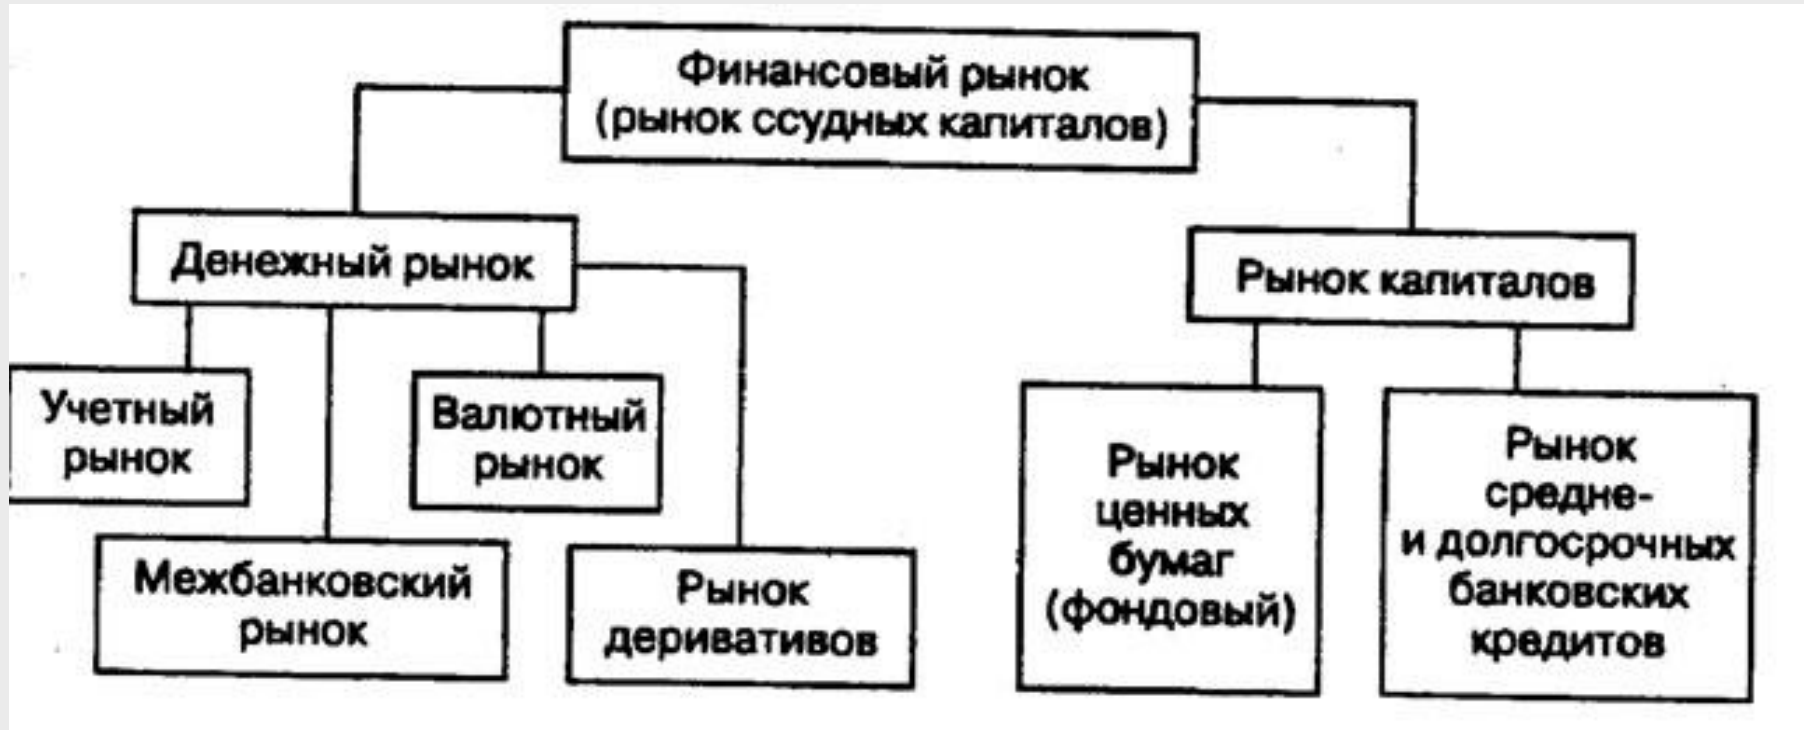 Финансовый рынок
(рынок ссудных капиталов)
Денежный рынок
Рынок капиталов
Учетный
рынок
Валютный
рынок
Межбанковский
рынок
Рынок
деривативов
Рынок
ценных
бумаг
(фондовый)
Рынок
средне-
и долгосрочных
банковских
кредитов